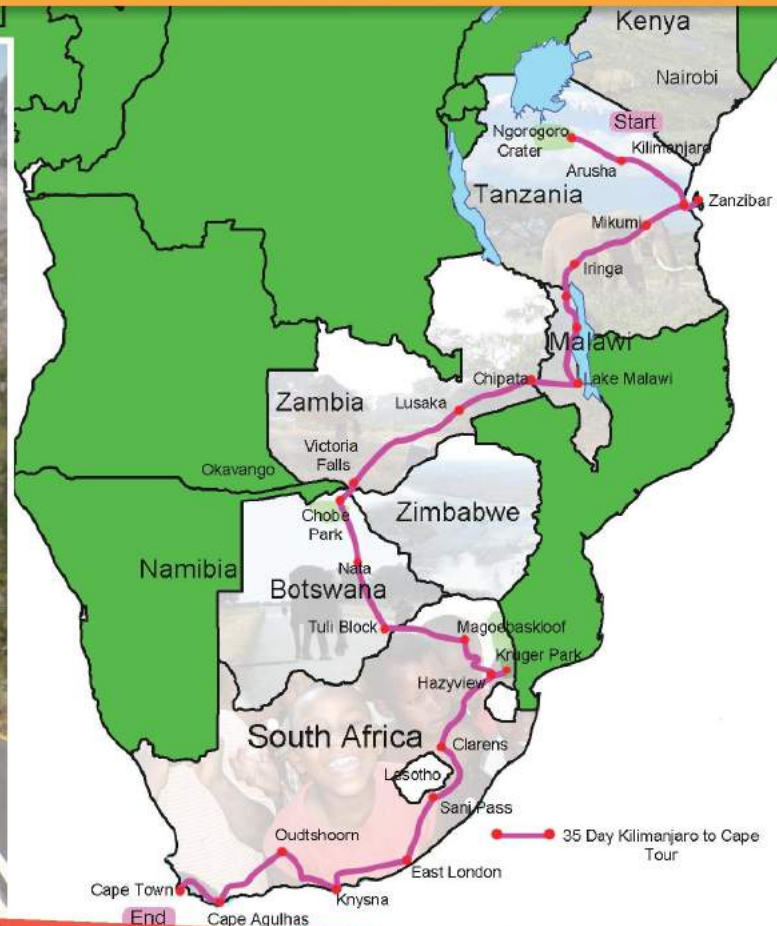 Kenya
Nairobi
Start
Ngorogoro
Crater
Kilimanjaro
Arusha
Tanzania
Zanzibar
Mikumi
Iringa
Malawi
Chipata
Lake Malawi
Zambia
Lusaka
Victoria
Falls
Okavango
Chobe
Park
Zimbabwe
Namibia
Nata
Botswana
Tuli Block
Magoebaskloof
Kruger Park
Hazyview
South Africa
Clarens
Lesotho
Sani Pass
35 Day Kilimanjaro to Cape
Tour
Oudtshoorn
East London
Cape Town
Knysna
End
Cape Agulhas